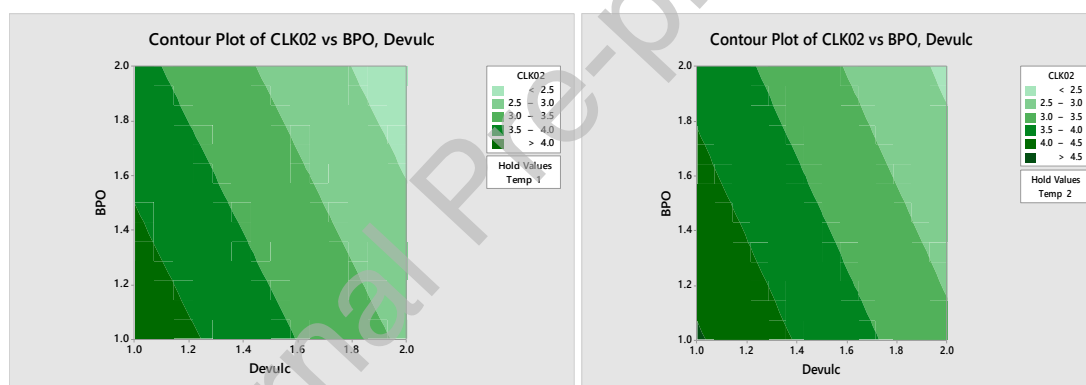 Contour Plot of CLK02 vs BPO, Devulc
2.0
1.8
1.6
1.4
1.2
1.0
BPO
1.0 1.2 1.4 1.6 1.8 2.0
Devulc
CLK02
< 2.5
2.5 – 3.0
3.0 – 3.5
3.5 – 4.0
> 4.0
Hold Values
Temp 1
Contour Plot of CLK02 vs BPO, Devulc
2.0
1.8
1.6
1.4
1.2
1.0
BPO
1.0 1.2 1.4 1.6 1.8 2.0
Devulc
CLK02
< 2.5
2.5 – 3.0
3.0 – 3.5
3.5 – 4.0
4.0 – 4.5
> 4.5
Hold Values
Temp 2
rnal Pre-p